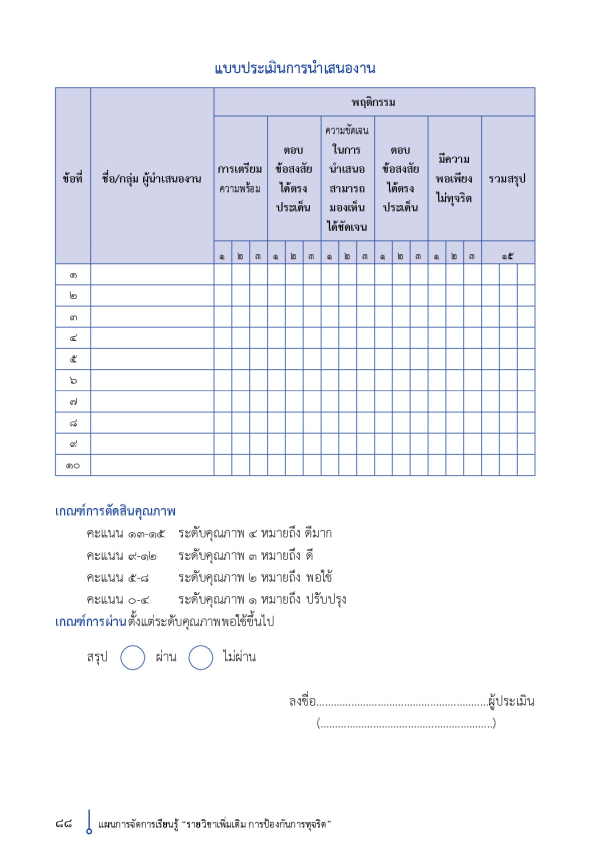 แบบประเมินการนำเสนองาน
พฤติกรรม
ข้อที่ ชื่อ/กลุ่ม ผู้นำเสนองาน
การเตรียม
ความพร้อม
ตอบ
ข้อสงสัย
ได้ตรง
ประเด็น
ความชัดเจน
ในการ
นำเสนอ
สามารถ
มองเห็น
ได้ชัดเจน
ตอบ
ข้อสงสัย
ได้ตรง
ประเด็น
มีความ
พอเพียง
ไม่ทุจริต
รวมสรุป
๑ ๒ ๓ ๑ ๒ ๓ ๑ ๒ ๓ ๑ ๒ ๓ ๑ ๒ ๓ ๑๕
๑
๒
๓
๔
๕
๖
๗
๘
๙
๑๐
เกณฑ์การตัดสินคุณภาพ
คะแนน ๑๓-๑๕ ระดับคุณภาพ ๔ หมายถึง ดีมาก
คะแนน ๙-๑๒ ระดับคุณภาพ ๓ หมายถึง ดี
คะแนน ๕-๘ ระดับคุณภาพ ๒ หมายถึง พอใช้
คะแนน ๐-๔ ระดับคุณภาพ ๑ หมายถึง ปรับปรุง
เกณฑ์การผ่าน ตั้งแต่ระดับคุณภาพพอใช้ขึ้นไป
สรุป ผ่าน ไม่ผ่าน
ลงชื่อ...........................................................ผู้ประเมิน
(...........................................................)
๘๘ แผนการจัดการเรียนรู้ “รายวิชาเพิ่มเติม การป้องกันการทุจริต”